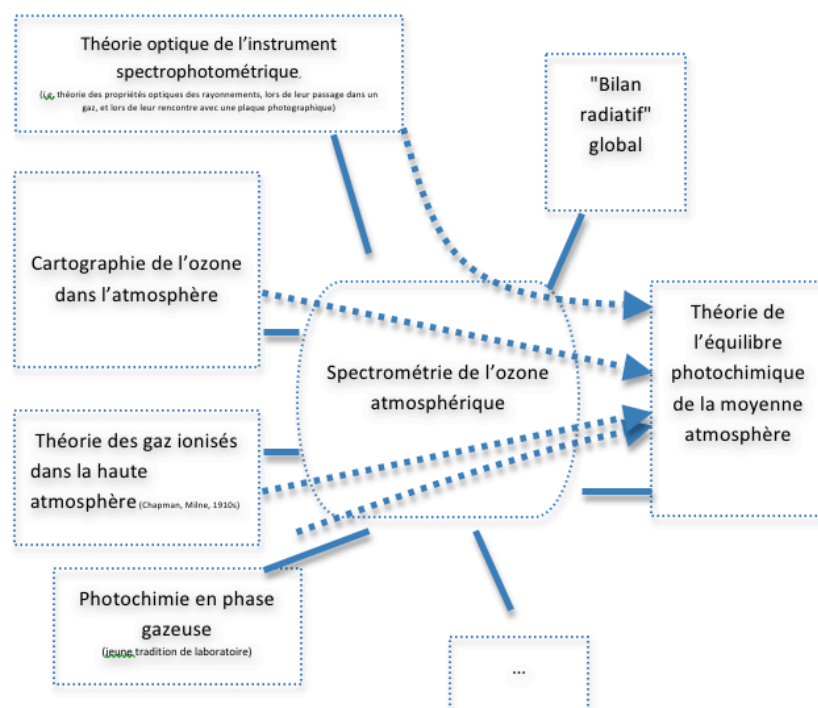 Théorie optique de l'instrument
spectrophotométrique.
(i.e. théorie des propriétés optiques des rayonnements, lors de leur passage dans un
gaz, et lors de leur rencontre avec une plaque photographique)
"Bilan
radiatif"
global
Cartographie de l'ozone
dans l'atmosphère
Spectrométrie de l'ozone
atmosphérique
Théorie de
l'équilibre
photochimique
de la moyenne
atmosphère
Théorie des gaz ionisés
dans la haute
atmosphère (Chapman, Milne, 1910s)
Photochimie en phase
gazeuse
(jeune tradition de laboratoire)
...